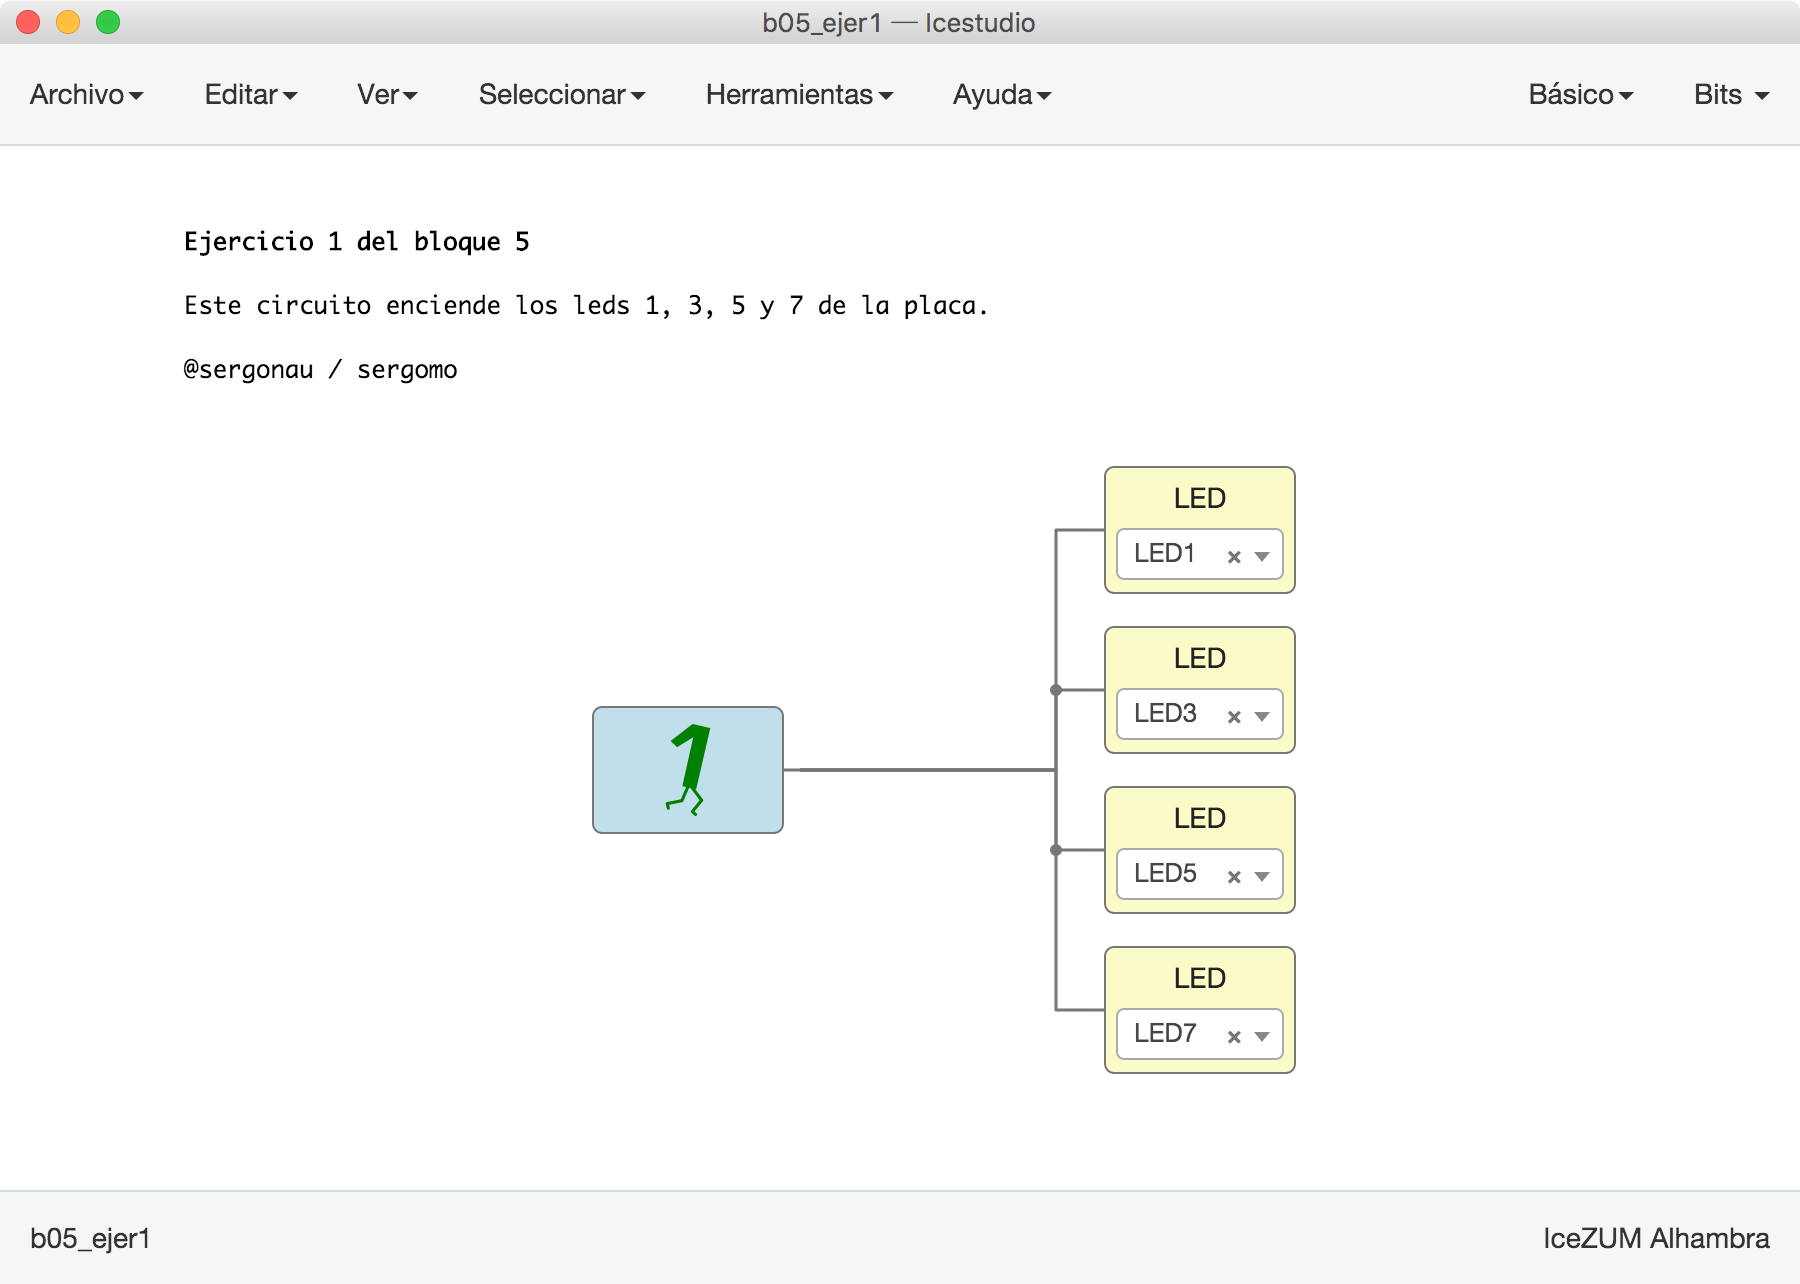 b05_ejer1 — Icestudio
Archivo Editar Ver Seleccionar Herramientas Ayuda Básico Bits
Ejercicio 1 del bloque 5
Este circuito enciende los leds 1, 3, 5 y 7 de la placa.
@sergonau / sergomo
LED
LED1
LED
LED3
1
LED
LED5
LED
LED7
b05_ejer1 IceZUM Alhambra